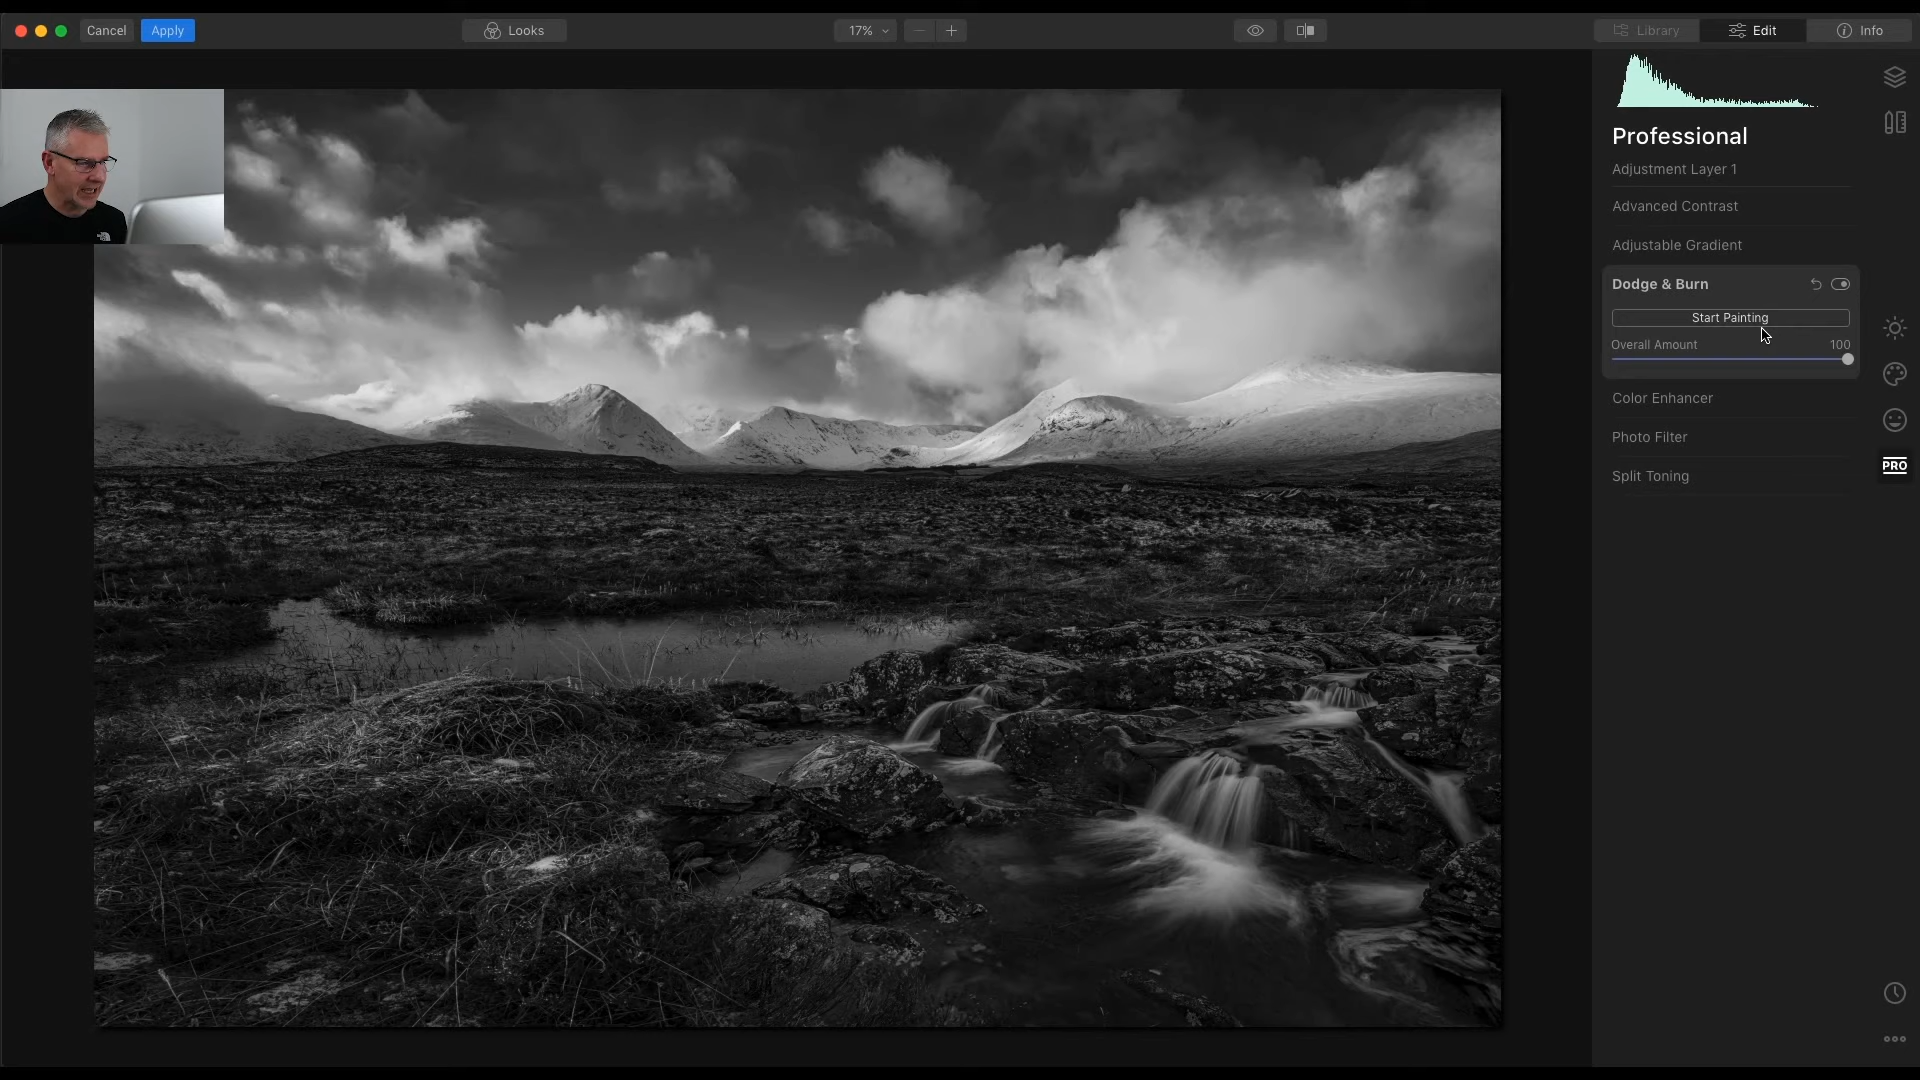 Cancel
Apply
Looks
17%
Library
Edit
Info
Professional
Adjustment Layer 1
Advanced Contrast
Adjustable Gradient
Dodge & Burn
Start Painting
Overall Amount 100
Color Enhancer
Photo Filter
PRO
Split Toning